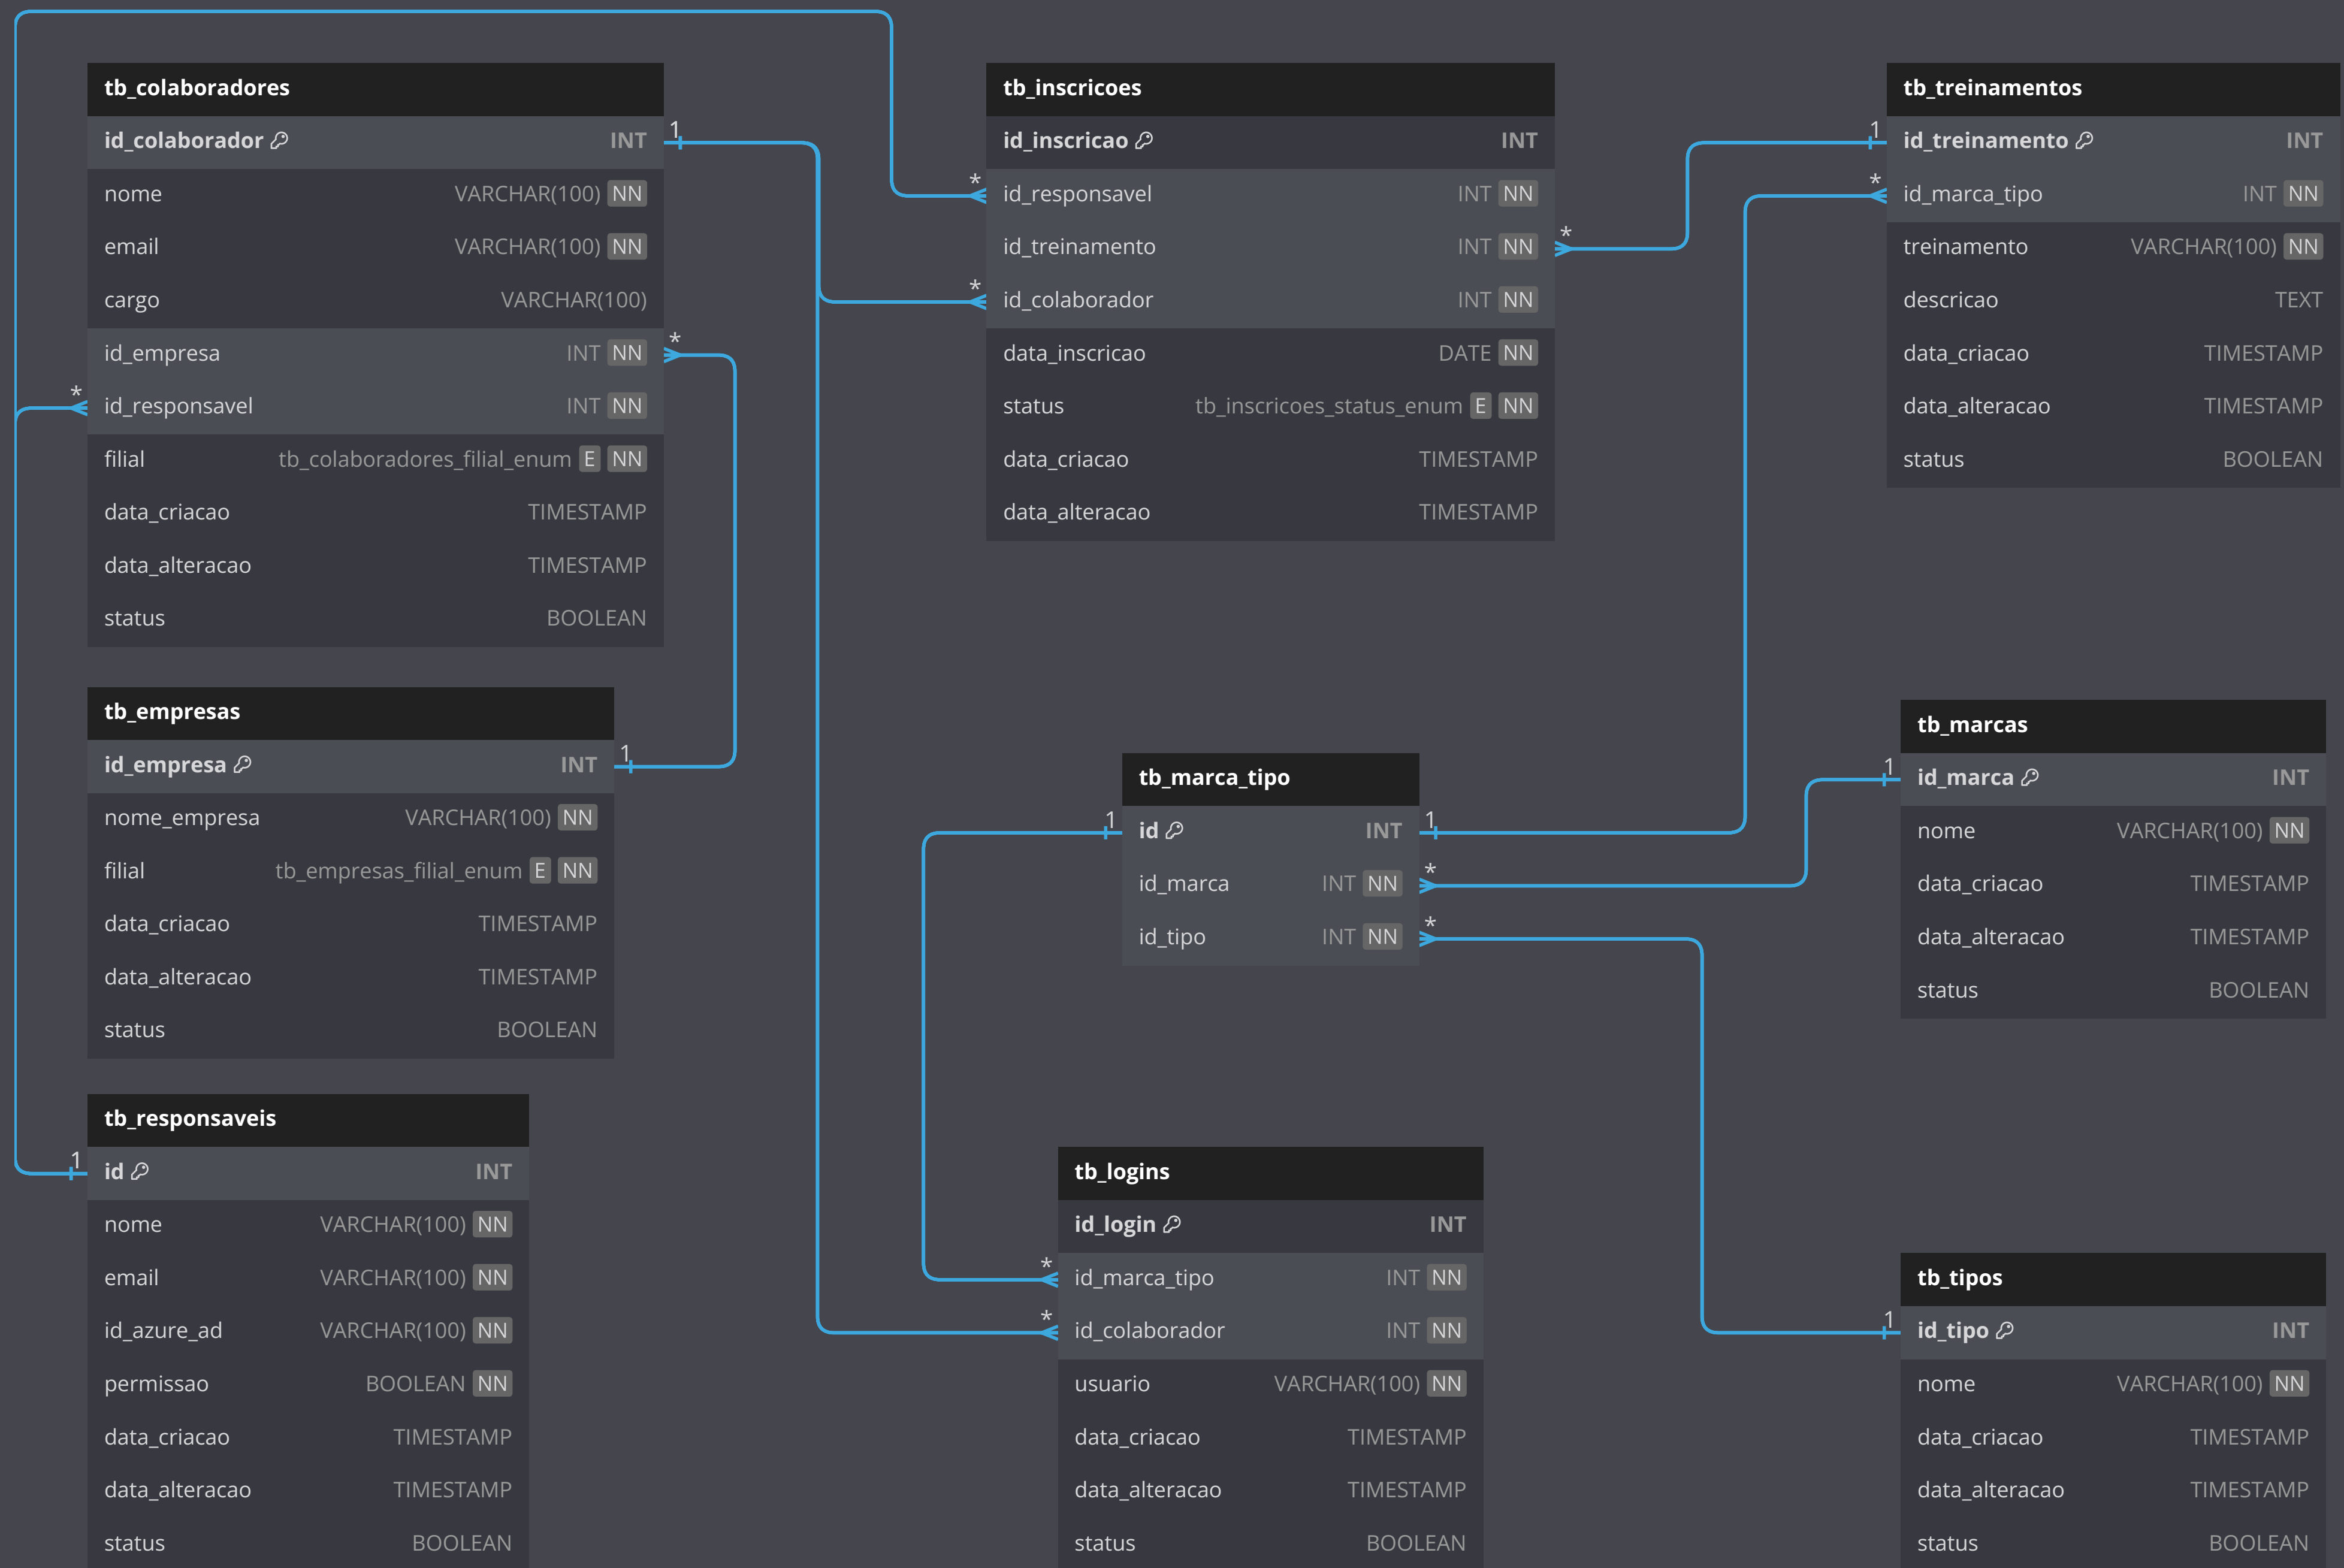 tb_colaboradores
id_colaborador INT
nome VARCHAR(100) NN
email VARCHAR(100) NN
cargo VARCHAR(100)
id_empresa INT NN
id_responsavel INT NN
filial tb_colaboradores_filial_enum E NN
data_criacao TIMESTAMP
data_alteracao TIMESTAMP
status BOOLEAN
1
*
*
tb_inscricoes
id_inscricao INT
id_responsavel INT NN
id_treinamento INT NN
id_colaborador INT NN
data_inscricao DATE NN
status tb_inscricoes_status_enum E NN
data_criacao TIMESTAMP
data_alteracao TIMESTAMP
*
*
*
tb_treinamentos
id_treinamento INT
id_marca_tipo INT NN
treinamento VARCHAR(100) NN
descricao TEXT
data_criacao TIMESTAMP
data_alteracao TIMESTAMP
status BOOLEAN
1
*
tb_empresas
id_empresa INT
nome_empresa VARCHAR(100) NN
filial tb_empresas_filial_enum E NN
data_criacao TIMESTAMP
data_alteracao TIMESTAMP
status BOOLEAN
1
tb_marca_tipo
id INT
id_marca INT NN
id_tipo INT NN
1
1
*
*
tb_marcas
id_marca INT
nome VARCHAR(100) NN
data_criacao TIMESTAMP
data_alteracao TIMESTAMP
status BOOLEAN
1
tb_responsaveis
id INT
nome VARCHAR(100) NN
email VARCHAR(100) NN
id_azure_ad VARCHAR(100) NN
permissao BOOLEAN NN
data_criacao TIMESTAMP
data_alteracao TIMESTAMP
status BOOLEAN
1
tb_logins
id_login INT
id_marca_tipo INT NN
id_colaborador INT NN
usuario VARCHAR(100) NN
data_criacao TIMESTAMP
data_alteracao TIMESTAMP
status BOOLEAN
*
*
tb_tipos
id_tipo INT
nome VARCHAR(100) NN
data_criacao TIMESTAMP
data_alteracao TIMESTAMP
status BOOLEAN
1